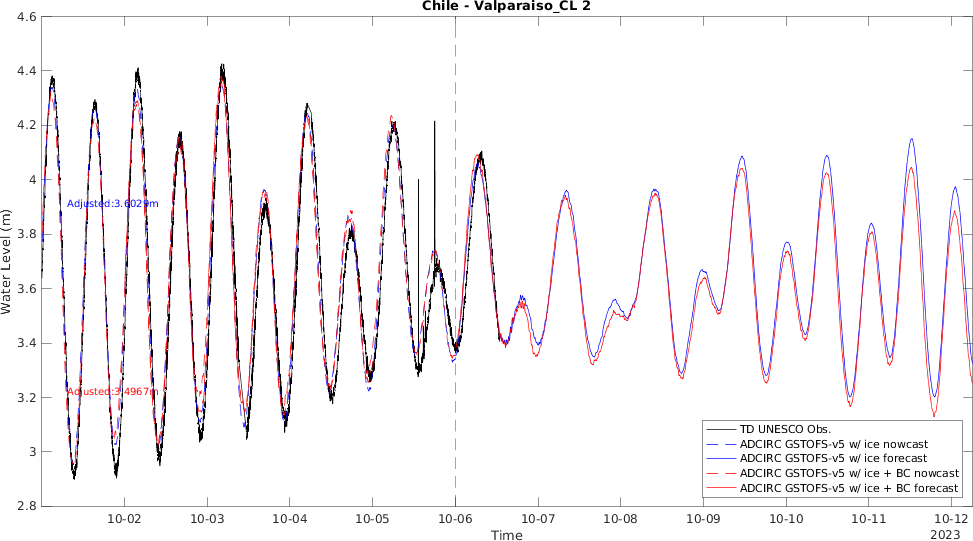 Chile - Valparaiso_CL 2
4.6
4.4
4.2
4
3.8
3.6
3.4
3.2
3
2.8
Water Level (m)
Adjusted:3.6029m
Adjusted:3.4967m
TD UNESCO Obs.
ADCIRC GSTOFS-v5 w/ ice nowcast
ADCIRC GSTOFS-v5 w/ ice forecast
ADCIRC GSTOFS-v5 w/ ice + BC nowcast
ADCIRC GSTOFS-v5 w/ ice + BC forecast
10-02 10-03 10-04 10-05 10-06 10-07 10-08 10-09 10-10 10-11 10-12
Time
2023